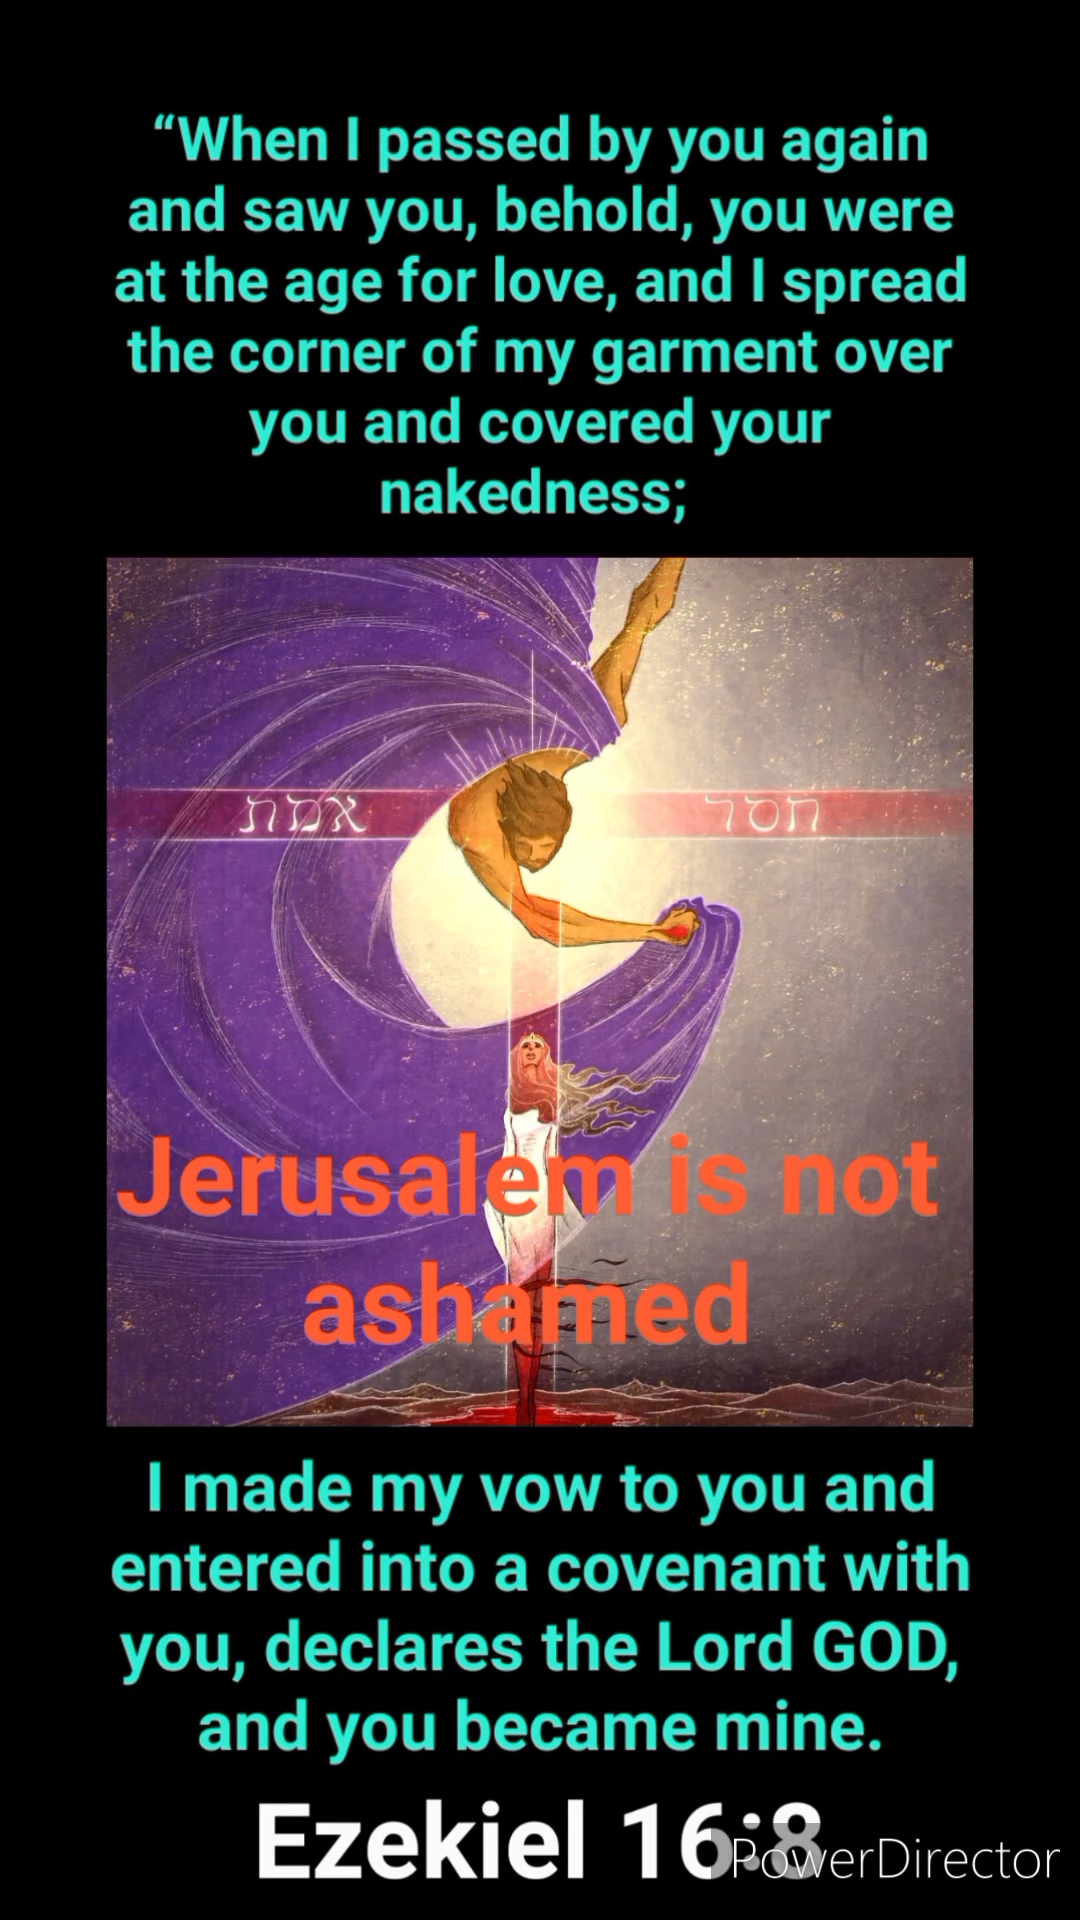 “When I passed by you again
and saw you, behold, you were
at the age for love, and I spread
the corner of my garment over
you and covered your
nakedness;
חסד אמת
Jerusalem is not
ashamed
I made my vow to you and
entered into a covenant with
you, declares the Lord GOD,
and you became mine.
Ezekiel 16:8
PowerDirector